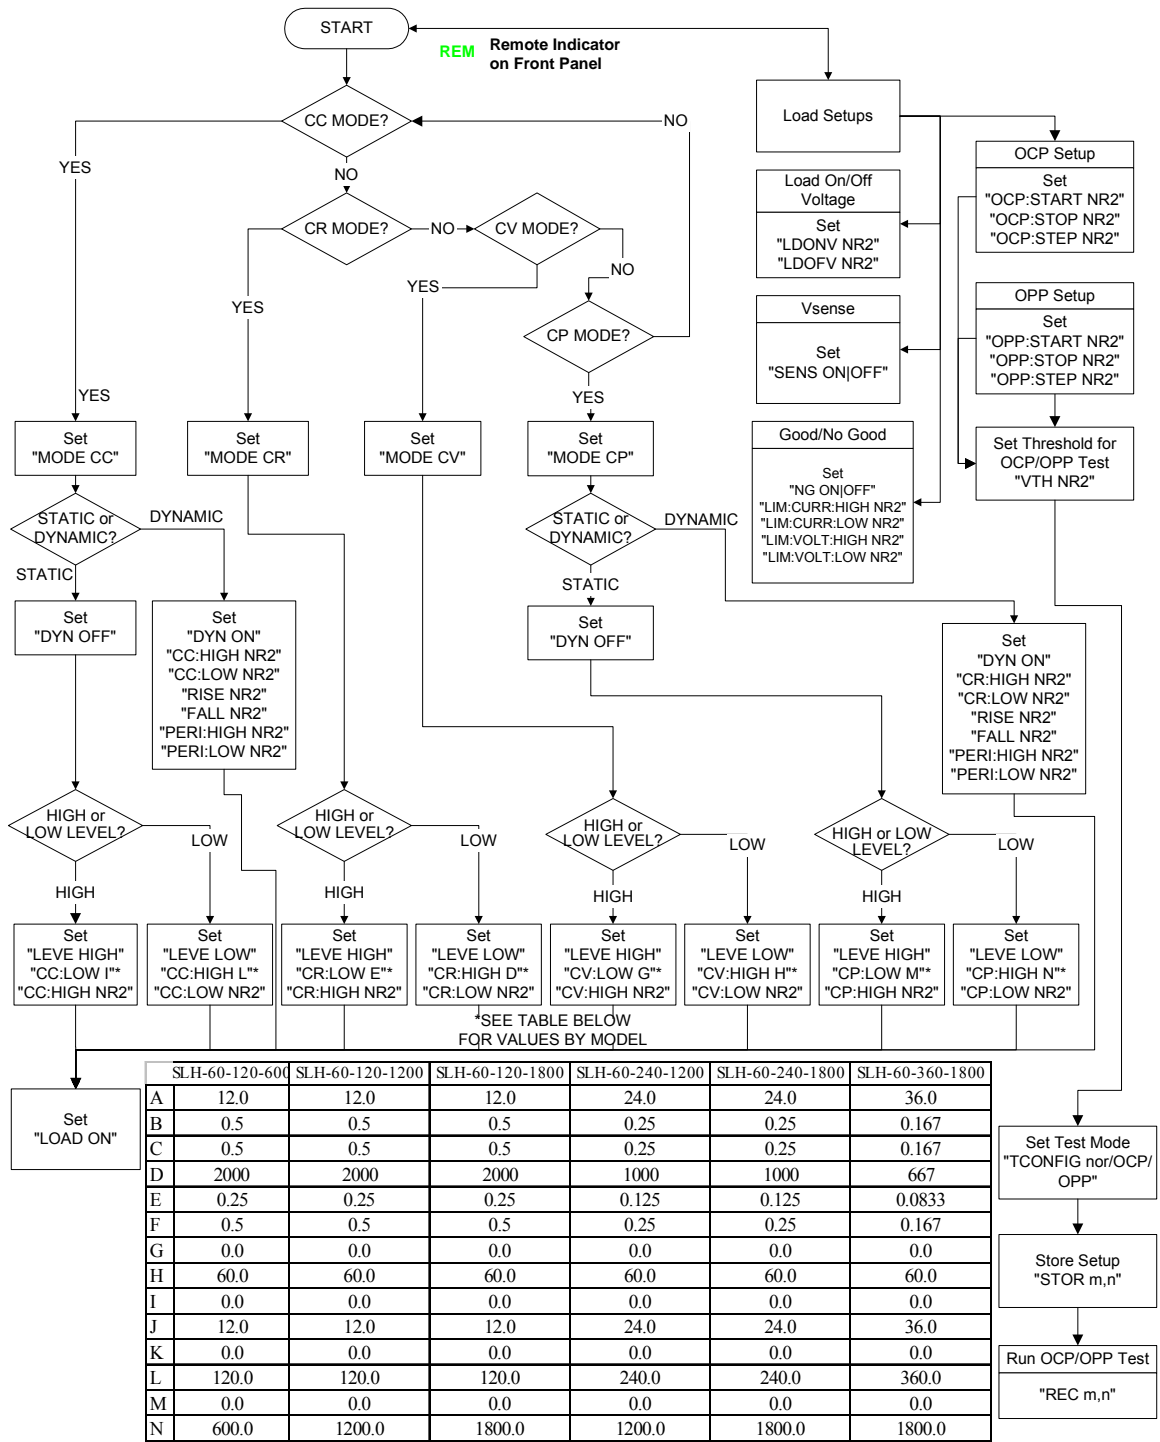 START
REM
Remote Indicator
on Front Panel
CC MODE?
NO
YES
NO
CR MODE?
NO
CV MODE?
NO
YES
YES
CP MODE?
YES
YES
Set
"MODE CC"
Set
"MODE CR"
Set
"MODE CV"
Set
"MODE CP"
STATIC or
DYNAMIC?
DYNAMIC
STATIC
STATIC or
DYNAMIC?
DYNAMIC
STATIC
Set
"DYN OFF"
Set
"DYN ON"
"CC:HIGH NR2"
"CC:LOW NR2"
"RISE NR2"
"FALL NR2"
"PERI:HIGH NR2"
"PERI:LOW NR2"
Set
"DYN OFF"
Set
"DYN ON"
"CR:HIGH NR2"
"CR:LOW NR2"
"RISE NR2"
"FALL NR2"
"PERI:HIGH NR2"
"PERI:LOW NR2"
Load Setups
Load On/Off
Voltage
Set
"LDONV NR2"
"LDOFV NR2"
Vsense
Set
"SENS ON|OFF"
Good/No Good
Set
"NG ON|OFF"
"LIM:CURR:HIGH NR2"
"LIM:CURR:LOW NR2"
"LIM:VOLT:HIGH NR2"
"LIM:VOLT:LOW NR2"
OCP Setup
Set
"OCP:START NR2"
"OCP:STOP NR2"
"OCP:STEP NR2"
OPP Setup
Set
"OPP:START NR2"
"OPP:STOP NR2"
"OPP:STEP NR2"
Set Threshold for
OCP/OPP Test
"VTH NR2"
HIGH or
LOW LEVEL?
LOW
HIGH
HIGH or
LOW LEVEL?
LOW
HIGH
HIGH or
LOW LEVEL?
LOW
HIGH
HIGH or LOW
LEVEL?
LOW
HIGH
Set
"LEVE HIGH"
"CC:LOW I"*
"CC:HIGH NR2"
Set
"LEVE LOW"
"CC:HIGH L"*
"CC:LOW NR2"
Set
"LEVE HIGH"
"CR:LOW E"*
"CR:HIGH NR2"
Set
"LEVE LOW"
"CR:HIGH D"*
"CR:LOW NR2"
Set
"LEVE HIGH"
"CV:LOW G"*
"CV:HIGH NR2"
Set
"LEVE LOW"
"CV:HIGH H"*
"CV:LOW NR2"
Set
"LEVE HIGH"
"CP:LOW M"*
"CP:HIGH NR2"
Set
"LEVE LOW"
"CP:HIGH N"*
"CP:LOW NR2"
*SEE TABLE BELOW
FOR VALUES BY MODEL
Set
"LOAD ON"
SLH-60-120-600 SLH-60-120-1200 SLH-60-120-1800 SLH-60-240-1200 SLH-60-240-1800 SLH-60-360-1800
A 12.0 12.0 12.0 24.0 24.0 36.0
B 0.5 0.5 0.5 0.25 0.25 0.167
C 0.5 0.5 0.5 0.25 0.25 0.167
D 2000 2000 2000 1000 1000 667
E 0.25 0.25 0.25 0.125 0.125 0.0833
F 0.5 0.5 0.5 0.25 0.25 0.167
G 0.0 0.0 0.0 0.0 0.0 0.0
H 60.0 60.0 60.0 60.0 60.0 60.0
I 0.0 0.0 0.0 0.0 0.0 0.0
J 12.0 12.0 12.0 24.0 24.0 36.0
K 0.0 0.0 0.0 0.0 0.0 0.0
L 120.0 120.0 120.0 240.0 240.0 360.0
M 0.0 0.0 0.0 0.0 0.0 0.0
N 600.0 1200.0 1800.0 1200.0 1800.0 1800.0
Set Test Mode
"TCONFIG nor/OCP/
OPP"
Store Setup
"STOR m,n"
Run OCP/OPP Test
"REC m,n"